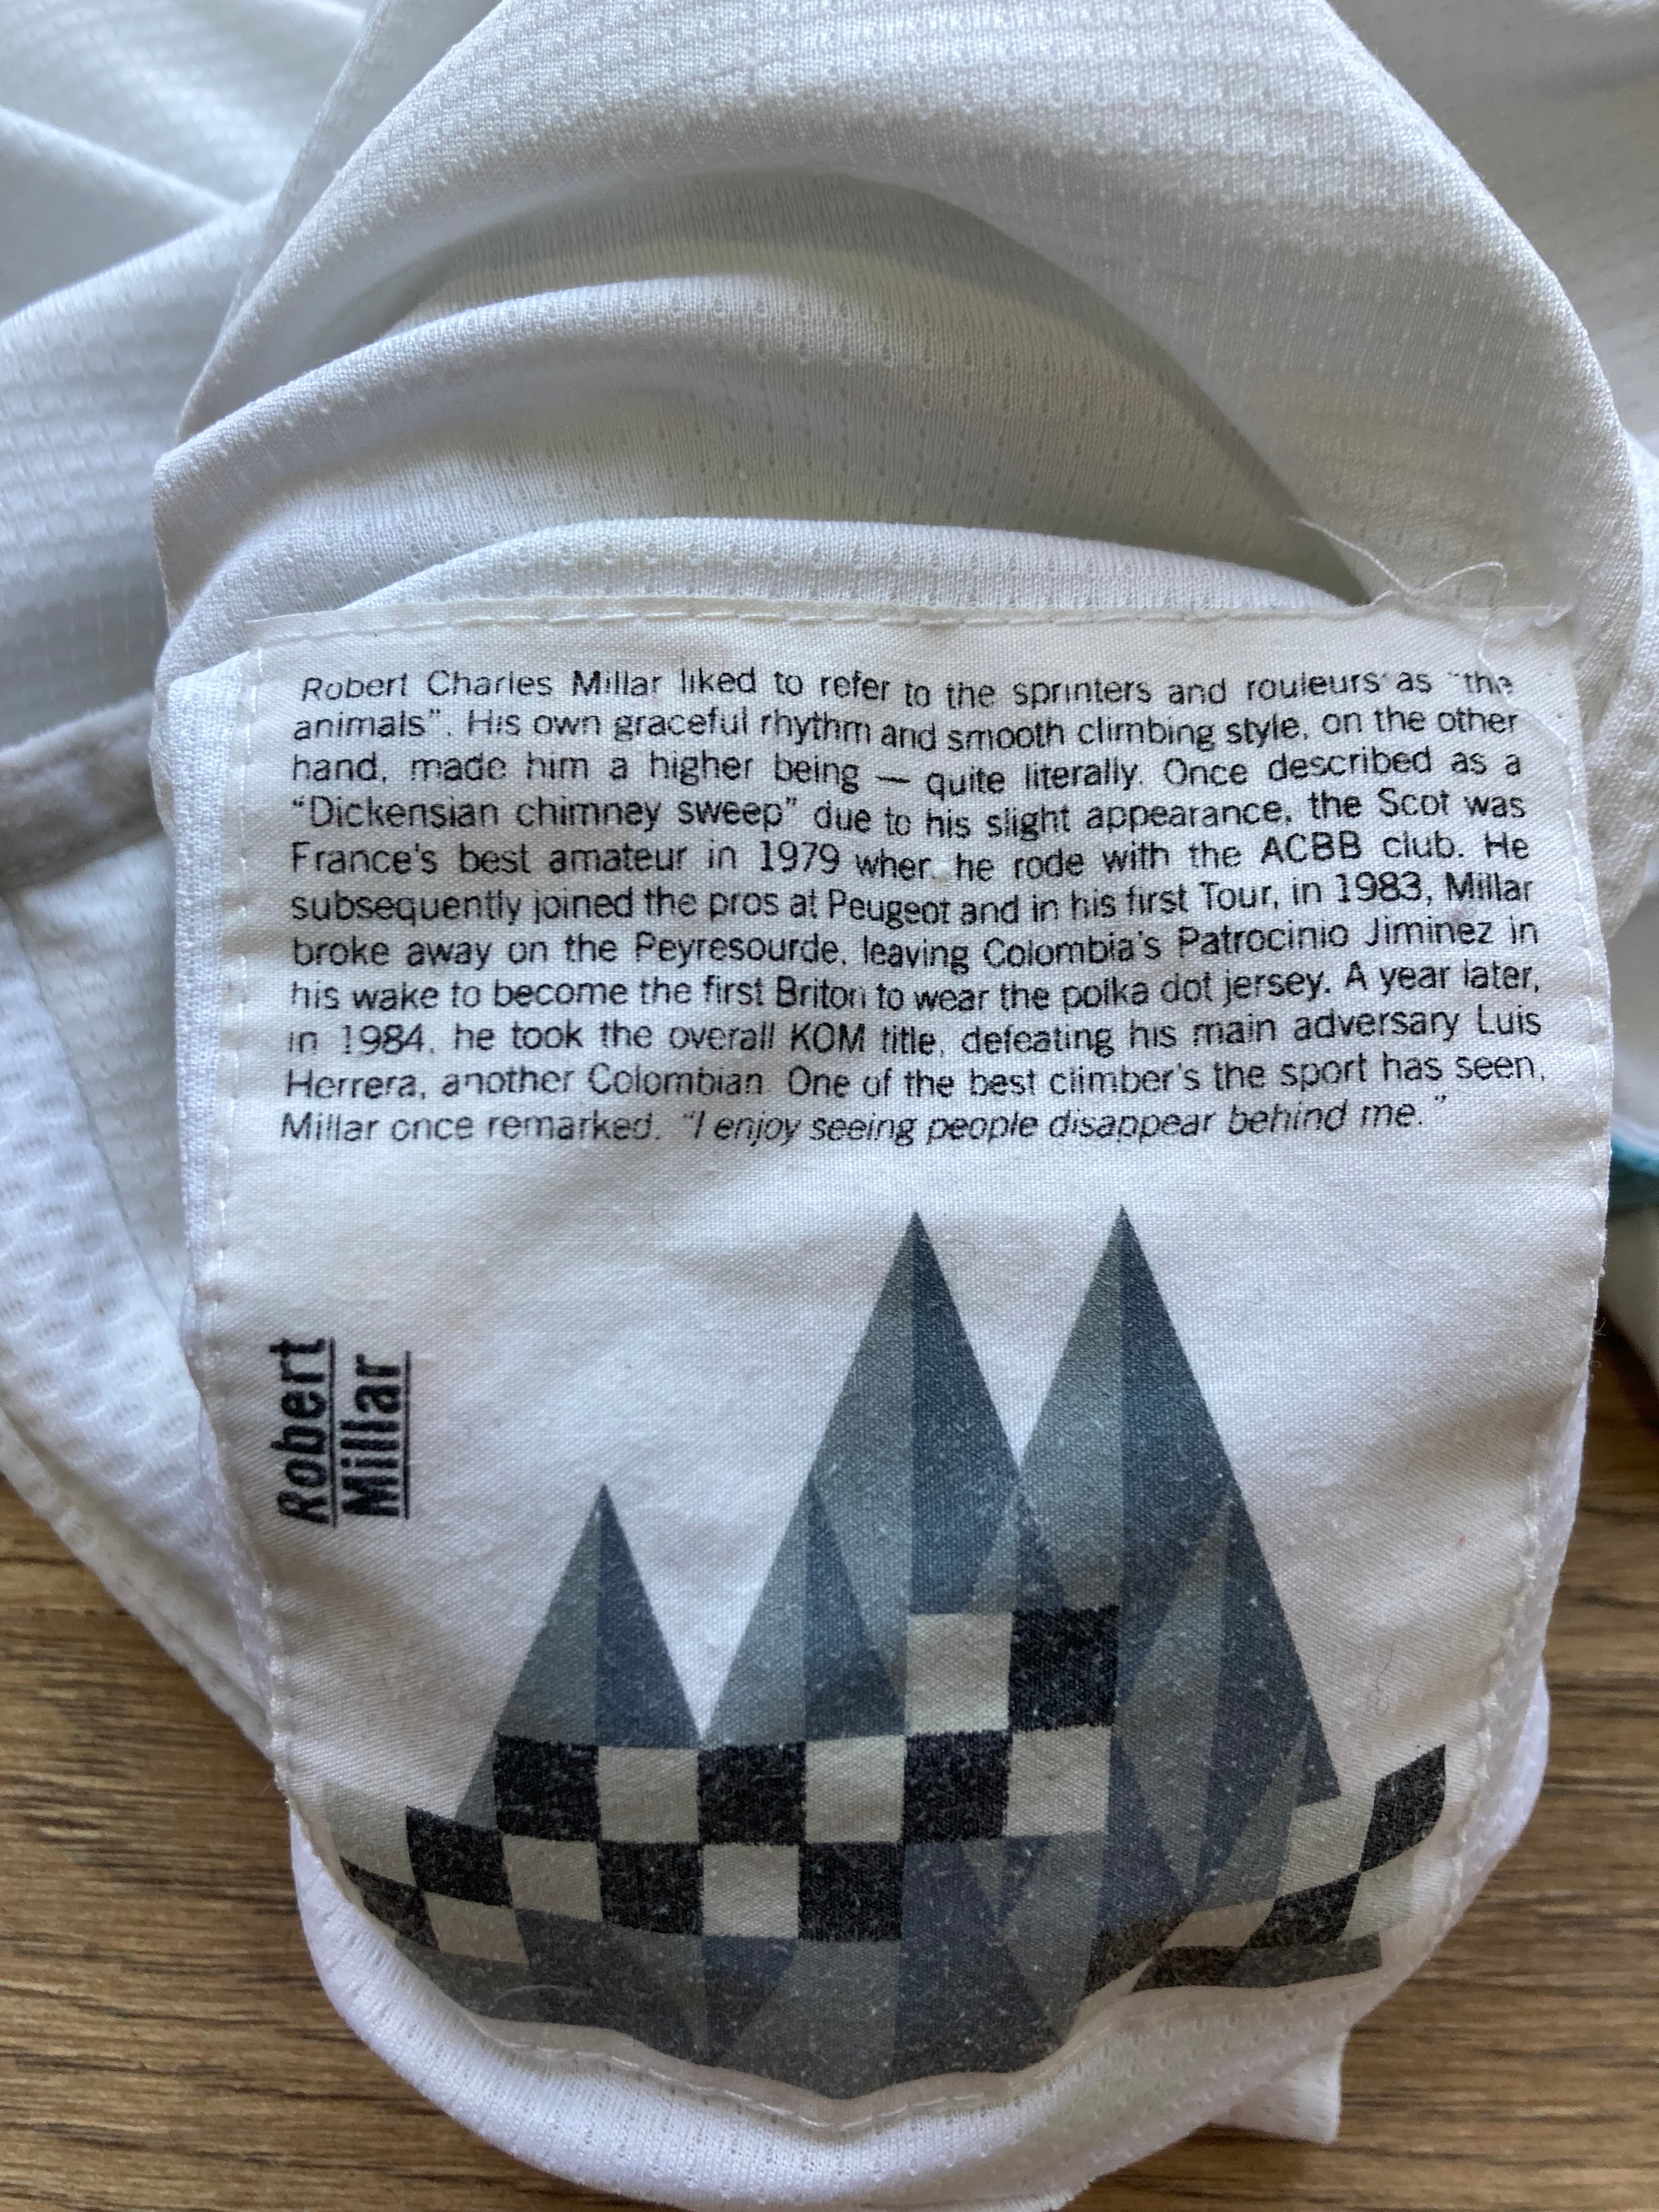 Robert Charles Millar liked to refer to the sprinters and rouleurs as "the
animals". His own graceful rhythm and smooth climbing style, on the other
hand, made him a higher being — quite literally. Once described as a
"Dickensian chimney sweep" due to his slight appearance, the Scot was
France's best amateur in 1979 when he rode with the ACBB club. He
subsequently joined the pros at Peugeot and in his first Tour, in 1983, Millar
broke away on the Peyresourde, leaving Colombia's Patrocinio Jiminez in
his wake to become the first Briton to wear the polka dot jersey. A year later,
in 1984, he took the overall KOM title, defeating his main adversary Luis
Herrera, another Colombian. One of the best climber's the sport has seen,
Millar once remarked. "I enjoy seeing people disappear behind me."
Robert
Millar